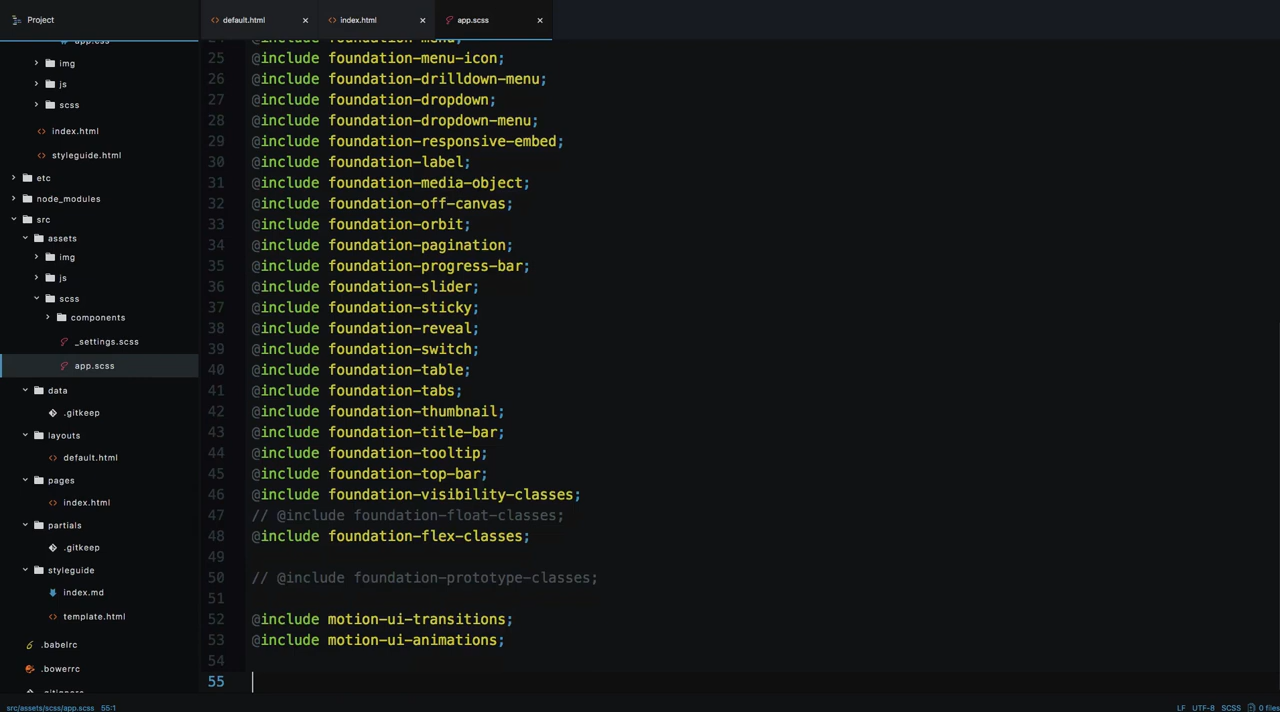 Project
default.html
index.html
app.scss
app.css
img
js
scss
index.html
styleguide.html
etc
node_modules
src
assets
img
js
scss
components
_settings.scss
app.scss
data
.gitkeep
layouts
default.html
pages
index.html
partials
.gitkeep
styleguide
index.md
template.html
.babelrc
.bowerrc
.gitignore
24 @include foundation-menu;
25 @include foundation-menu-icon;
26 @include foundation-drilldown-menu;
27 @include foundation-dropdown;
28 @include foundation-dropdown-menu;
29 @include foundation-responsive-embed;
30 @include foundation-label;
31 @include foundation-media-object;
32 @include foundation-off-canvas;
33 @include foundation-orbit;
34 @include foundation-pagination;
35 @include foundation-progress-bar;
36 @include foundation-slider;
37 @include foundation-sticky;
38 @include foundation-reveal;
39 @include foundation-switch;
40 @include foundation-table;
41 @include foundation-tabs;
42 @include foundation-thumbnail;
43 @include foundation-title-bar;
44 @include foundation-tooltip;
45 @include foundation-top-bar;
46 @include foundation-visibility-classes;
47 // @include foundation-float-classes;
48 @include foundation-flex-classes;
49
50 // @include foundation-prototype-classes;
51
52 @include motion-ui-transitions;
53 @include motion-ui-animations;
54
55
src/assets/scss/app.scss 55:1
LF UTF-8 SCSS 0 files